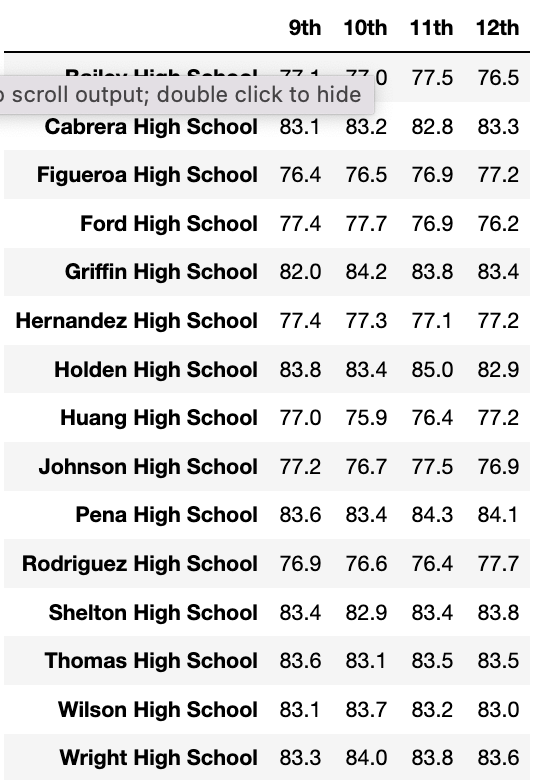 9th 10th 11th 12th
Bailey High School 77.1 77.0 77.5 76.5
scroll output; double click to hide
Cabrera High School 83.1 83.2 82.8 83.3
Figueroa High School 76.4 76.5 76.9 77.2
Ford High School 77.4 77.7 76.9 76.2
Griffin High School 82.0 84.2 83.8 83.4
Hernandez High School 77.4 77.3 77.1 77.2
Holden High School 83.8 83.4 85.0 82.9
Huang High School 77.0 75.9 76.4 77.2
Johnson High School 77.2 76.7 77.5 76.9
Pena High School 83.6 83.4 84.3 84.1
Rodriguez High School 76.9 76.6 76.4 77.7
Shelton High School 83.4 82.9 83.4 83.8
Thomas High School 83.6 83.1 83.5 83.5
Wilson High School 83.1 83.7 83.2 83.0
Wright High School 83.3 84.0 83.8 83.6